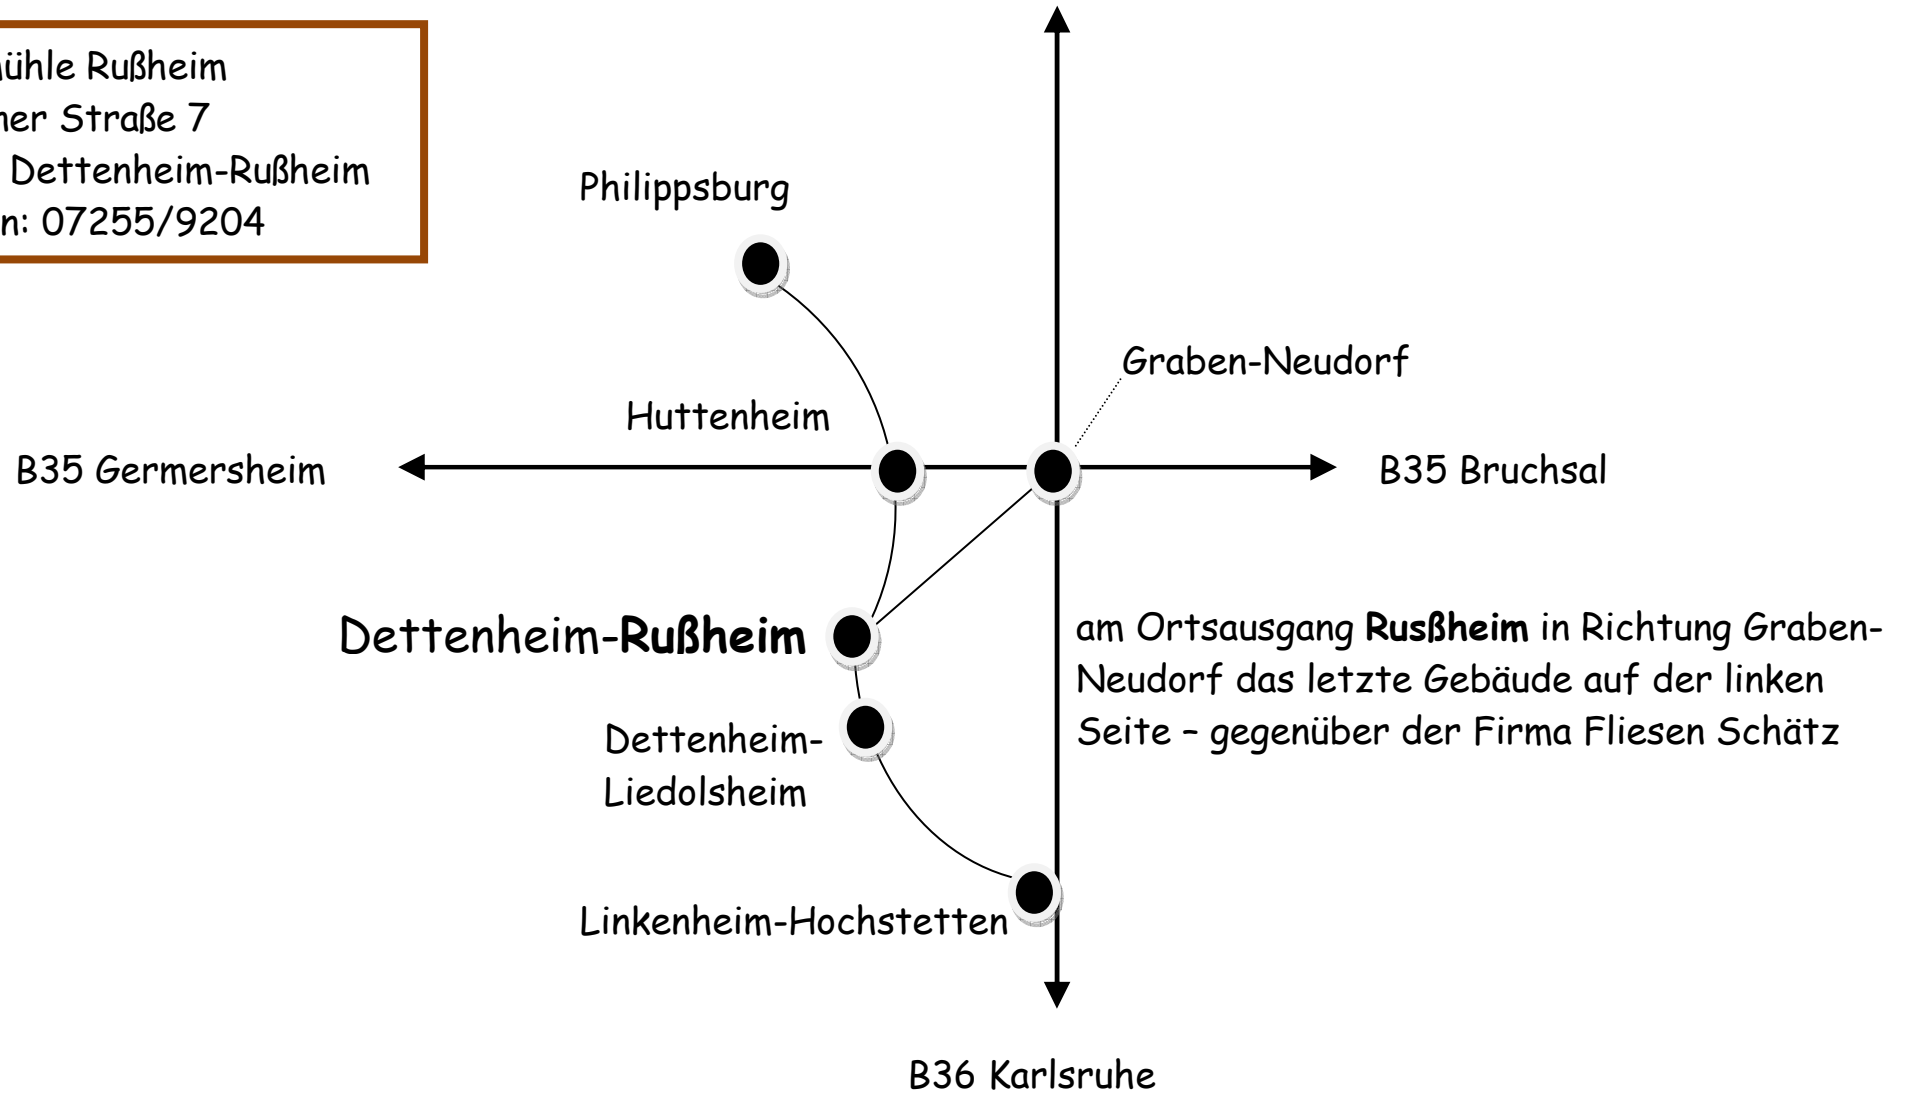 ühle Rußheim
ner Straße 7
Dettenheim-Rußheim
n: 07255/9204
Philippsburg
Graben-Neudorf
Huttenheim
B35 Germersheim
B35 Bruchsal
Dettenheim-Rußheim
am Ortsausgang Rusßheim in Richtung Graben-
Neudorf das letzte Gebäude auf der linken
Seite – gegenüber der Firma Fliesen Schätz
Dettenheim-
Liedolsheim
Linkenheim-Hochstetten
B36 Karlsruhe